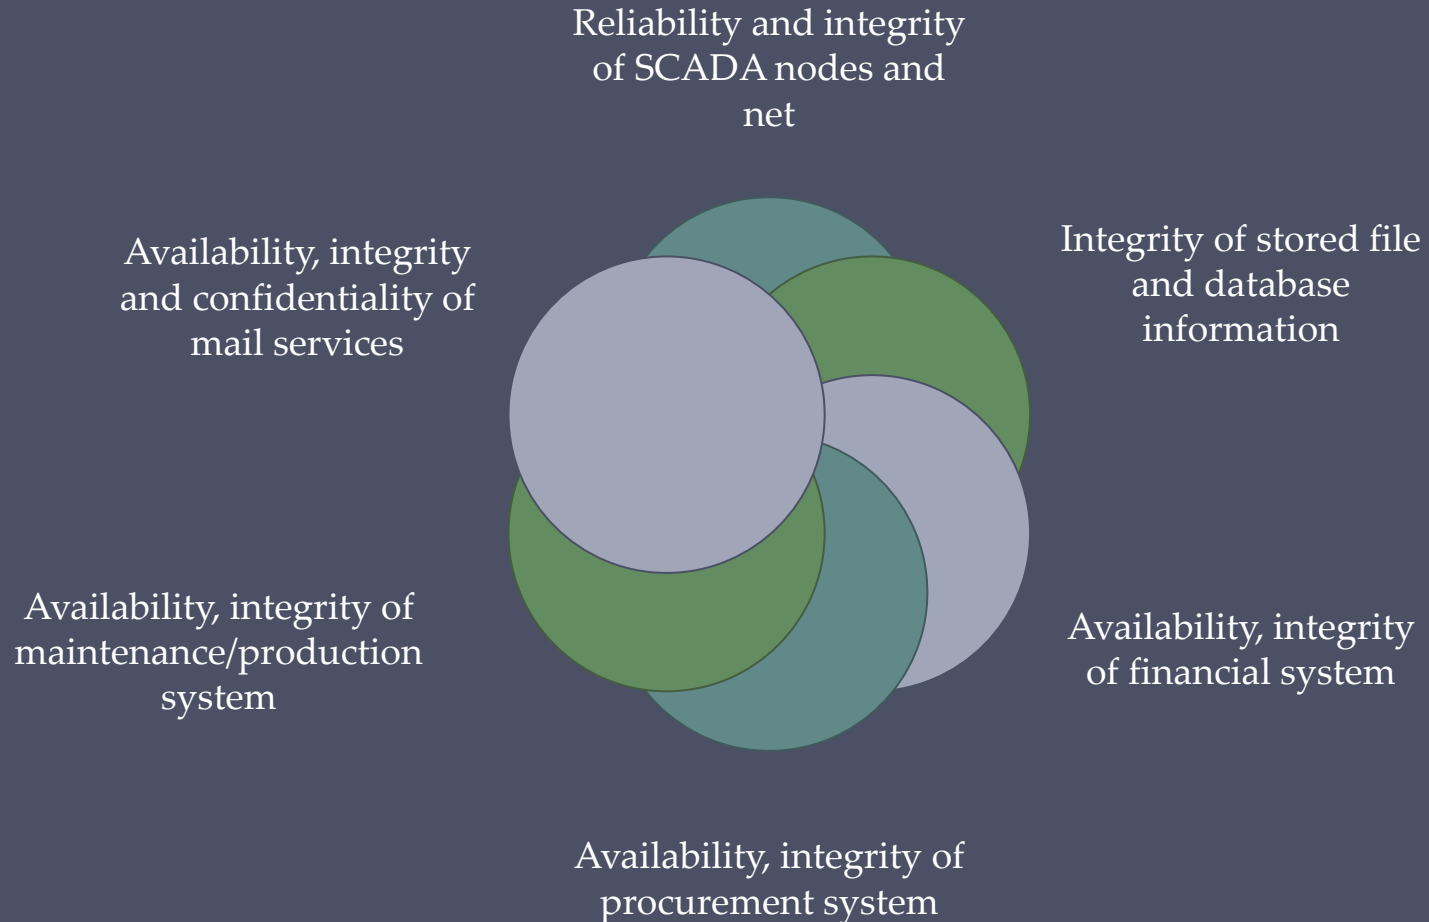 Reliability and integrity
of SCADA nodes and
net
Integrity of stored file
and database
information
Availability, integrity
of financial system
Availability, integrity of
procurement system
Availability, integrity of
maintenance/production
system
Availability, integrity
and confidentiality of
mail services